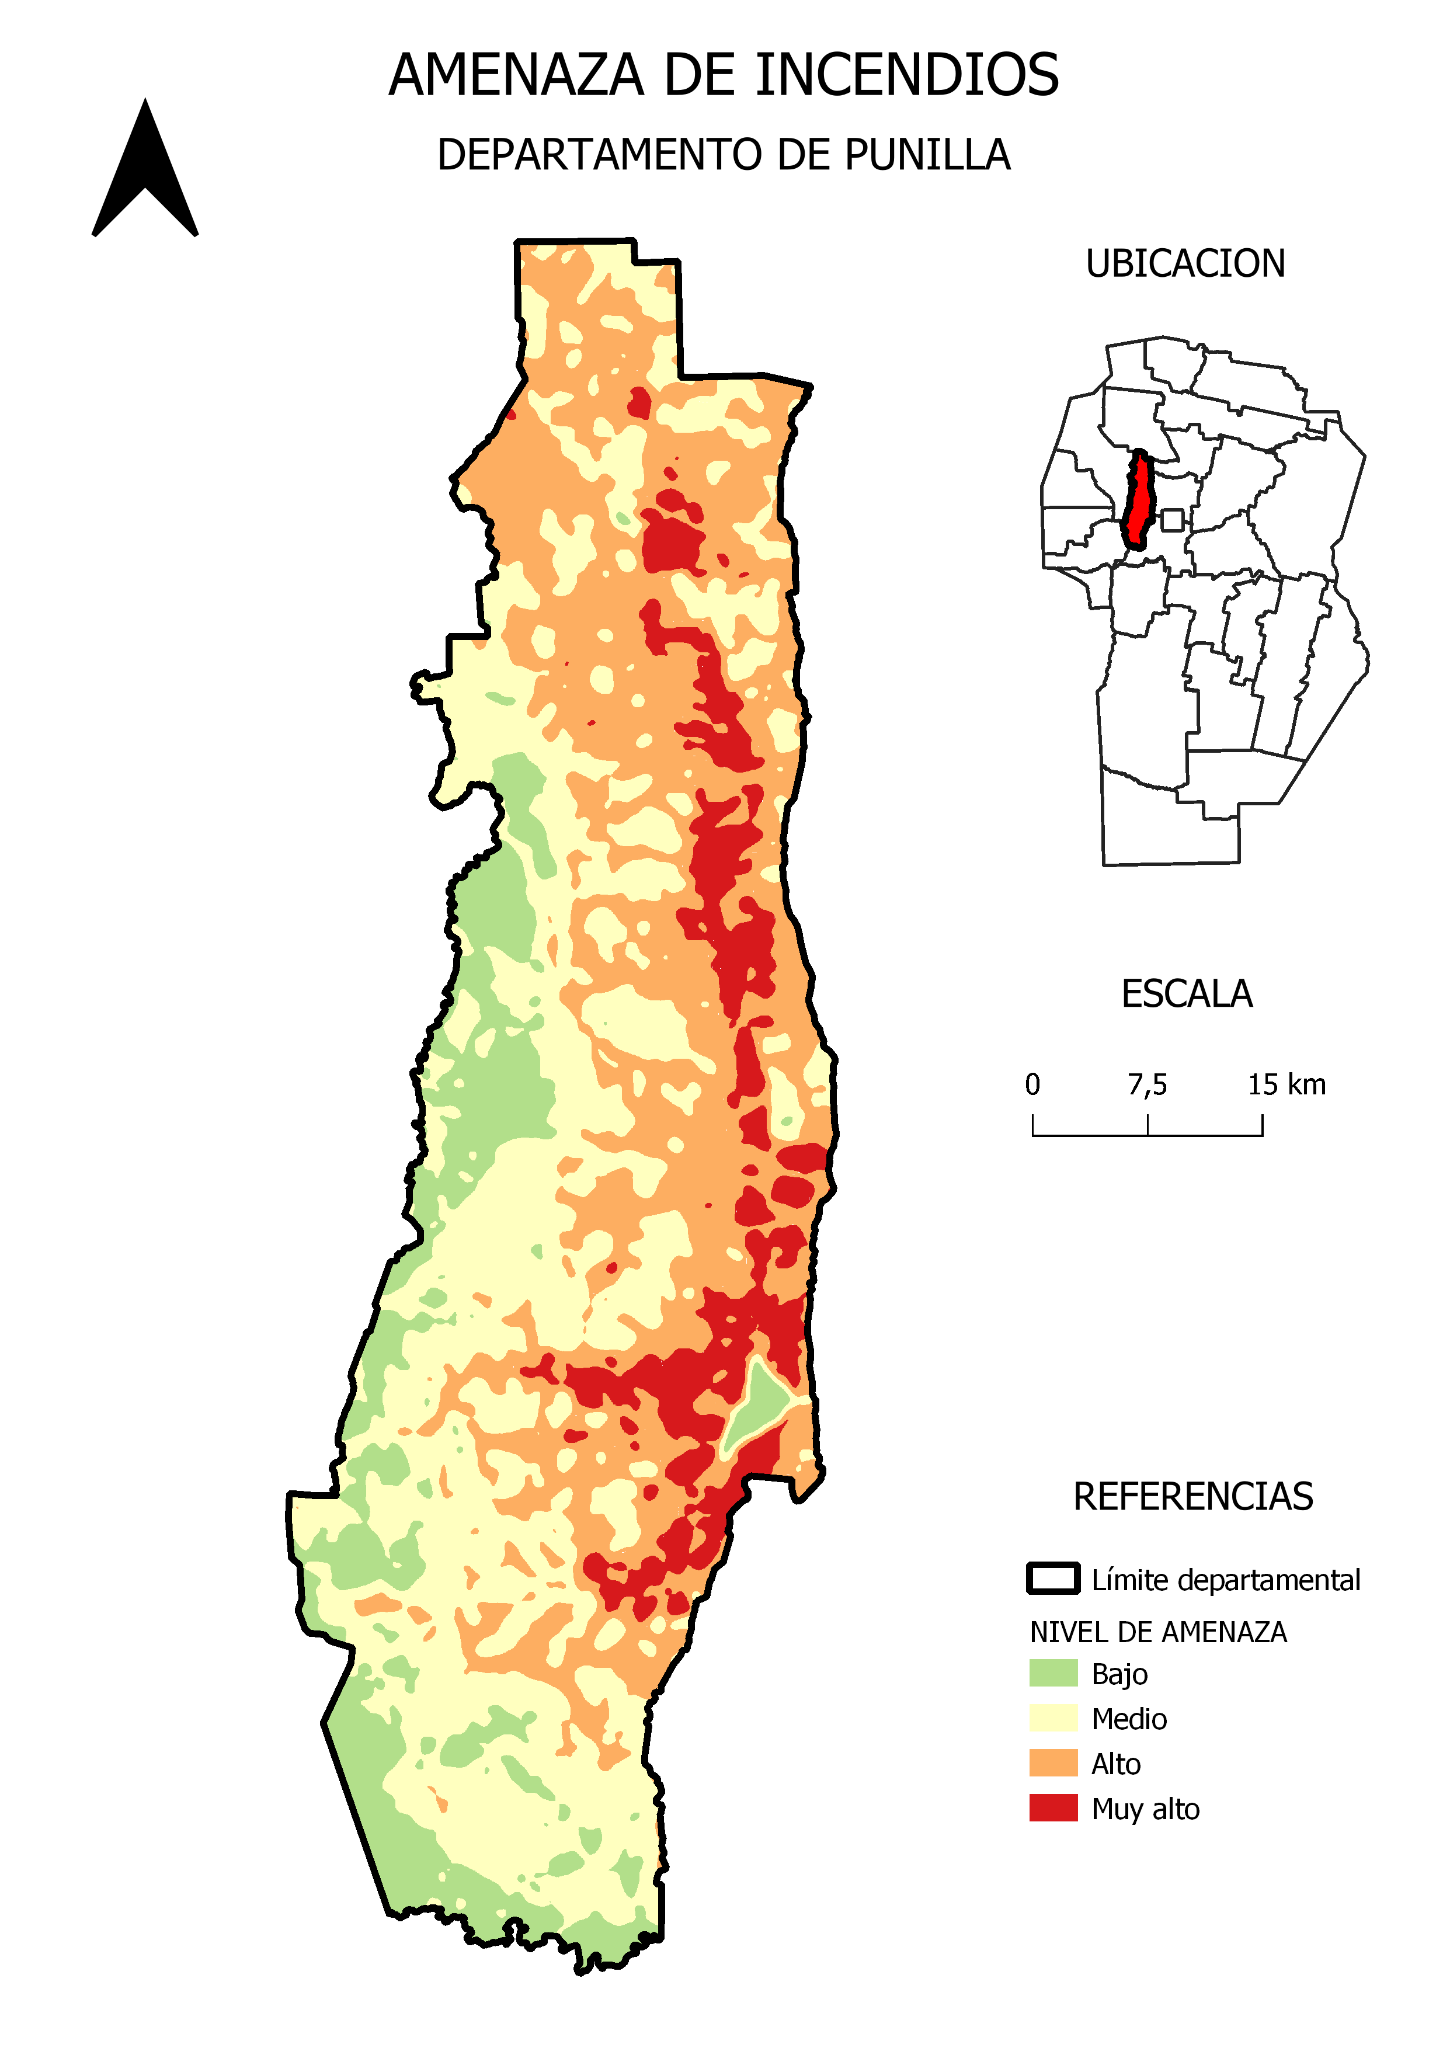 AMENAZA DE INCENDIOS
DEPARTAMENTO DE PUNILLA
UBICACION
ESCALA
0 7,5 15 km
REFERENCIAS
Límite departamental
NIVEL DE AMENAZA
Bajo
Medio
Alto
Muy alto